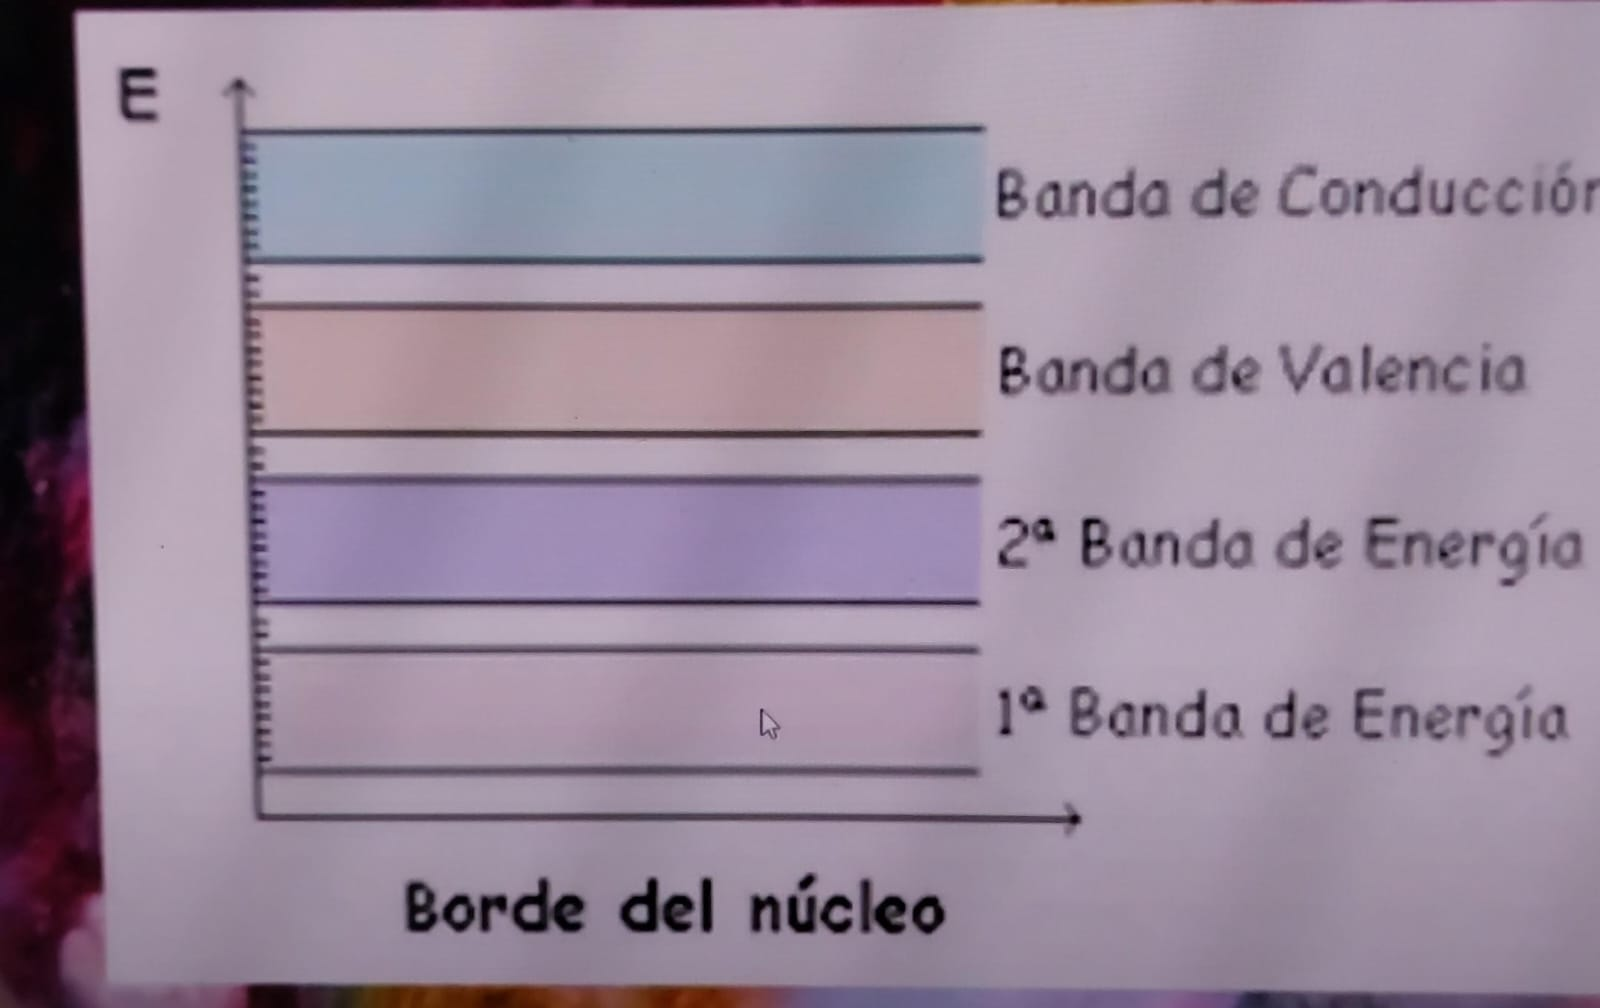 E
Banda de Conducción
Banda de Valencia
2ª Banda de Energía
1ª Banda de Energía
Borde del núcleo